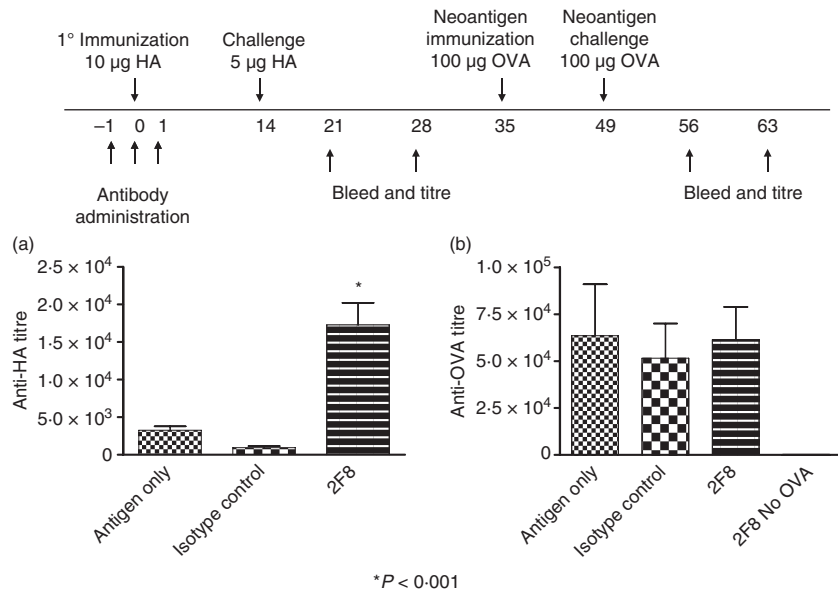 1° Immunization
10 µg HA
Challenge
5 µg HA
Neoantigen
immunization
100 µg OVA
Neoantigen
challenge
100 µg OVA
–1 0 1 14 21 28 35 49 56 63
Antibody
administration
Bleed and titre
Bleed and titre
(a)
Anti-HA titre
2·5 × 10⁴
2·0 × 10⁴
1·5 × 10⁴
1·0 × 10⁴
5·0 × 10³
0
*
Antigen only
Isotype control
2F8
(b)
Anti-OVA titre
1·0 × 10⁵
7·5 × 10⁴
5·0 × 10⁴
2·5 × 10⁴
0
Antigen only
Isotype control
2F8
2F8 No OVA
*P < 0·001